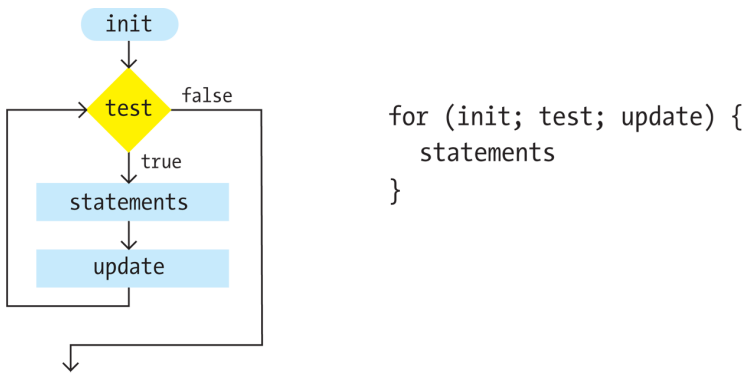 init
test
false
true
statements
update
for (init; test; update) {
statements
}